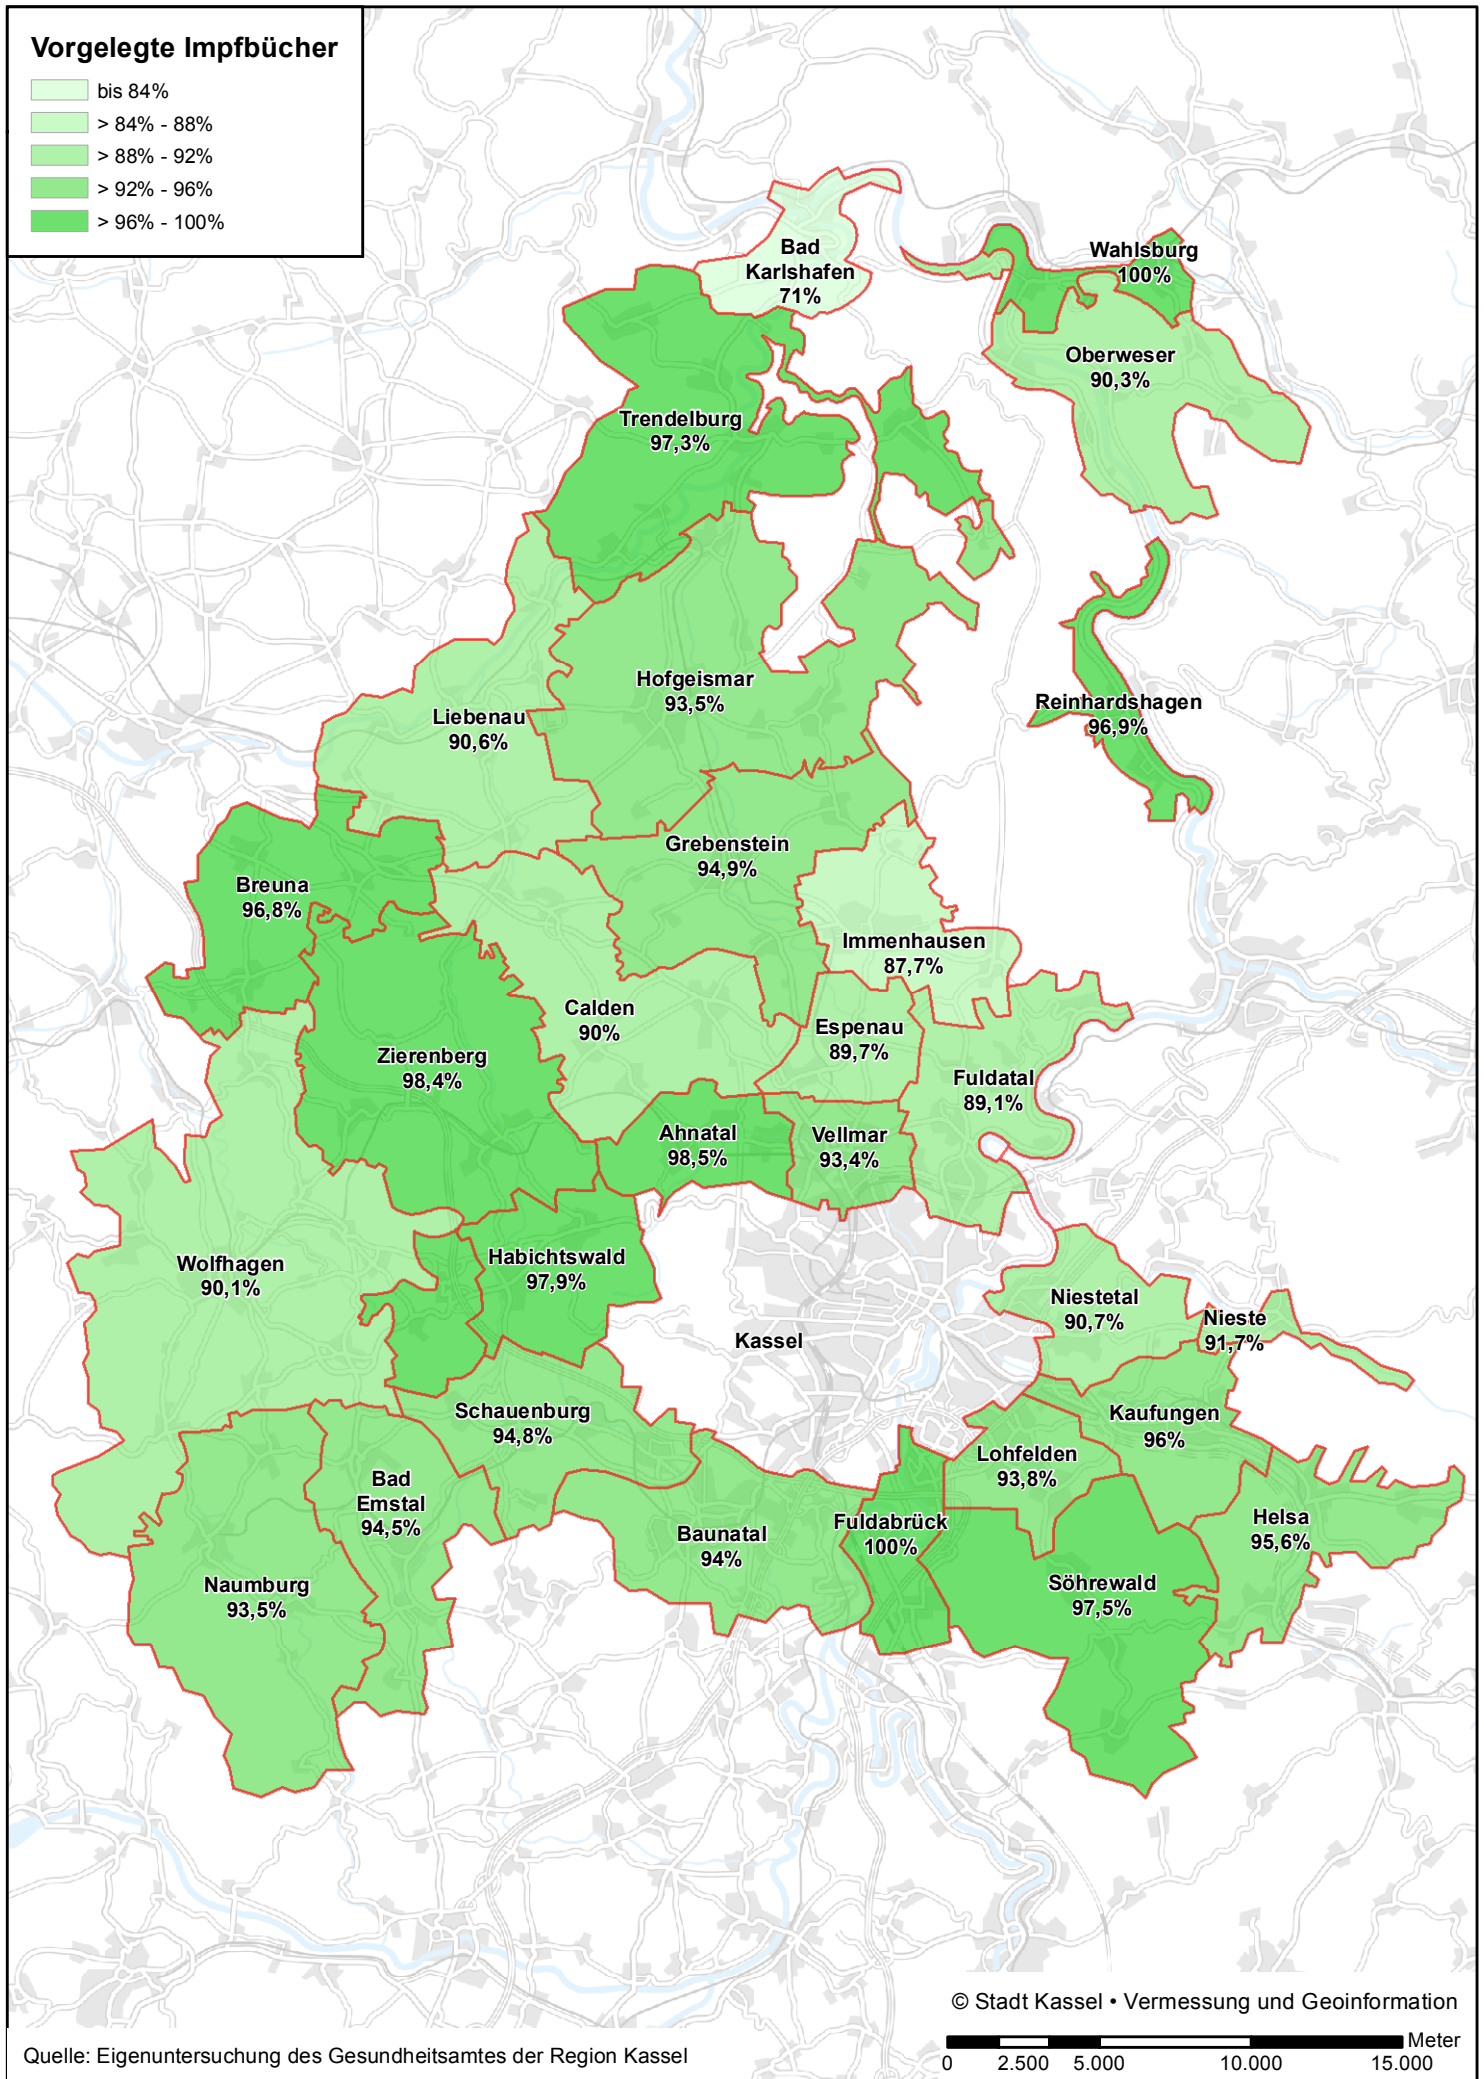 Vorgelegte Impfbücher
bis 84%
> 84% - 88%
> 88% - 92%
> 92% - 96%
> 96% - 100%
Bad
Karlshafen
71%
Wahlsburg
100%
Oberweser
90,3%
Trendelburg
97,3%
Hofgeismar
93,5%
Reinhardshagen
96,9%
Liebenau
90,6%
Grebenstein
94,9%
Breuna
96,8%
Immenhausen
87,7%
Calden
90%
Espenau
89,7%
Zierenberg
98,4%
Fuldatal
89,1%
Ahnatal
98,5%
Vellmar
93,4%
Wolfhagen
90,1%
Habichtswald
97,9%
Niestetal
90,7%
Nieste
91,7%
Kassel
Schauenburg
94,8%
Kaufungen
96%
Lohfelden
93,8%
Bad
Emstal
94,5%
Baunatal
94%
Fuldabrück
100%
Helsa
95,6%
Naumburg
93,5%
Söhrewald
97,5%
© Stadt Kassel • Vermessung und Geoinformation
Quelle: Eigenuntersuchung des Gesundheitsamtes der Region Kassel
Meter
0 2.500 5.000 10.000 15.000